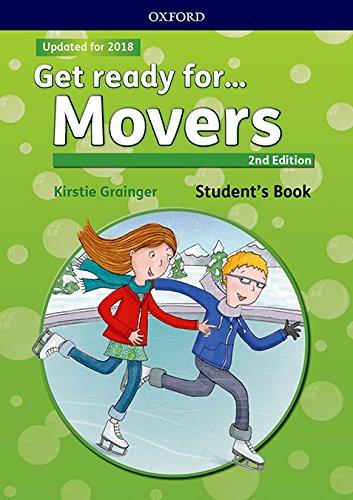 OXFORD
Updated for 2018
Get ready for...
Movers
2nd Edition
Kirstie Grainger
Student's Book